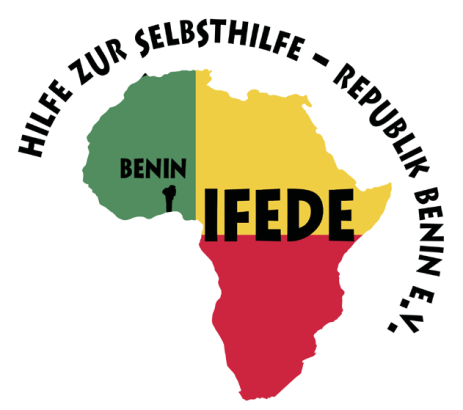 HILFE ZUR SELBSTHILFE – REPUBLIK BENIN E.V.
BENIN
IFEDE